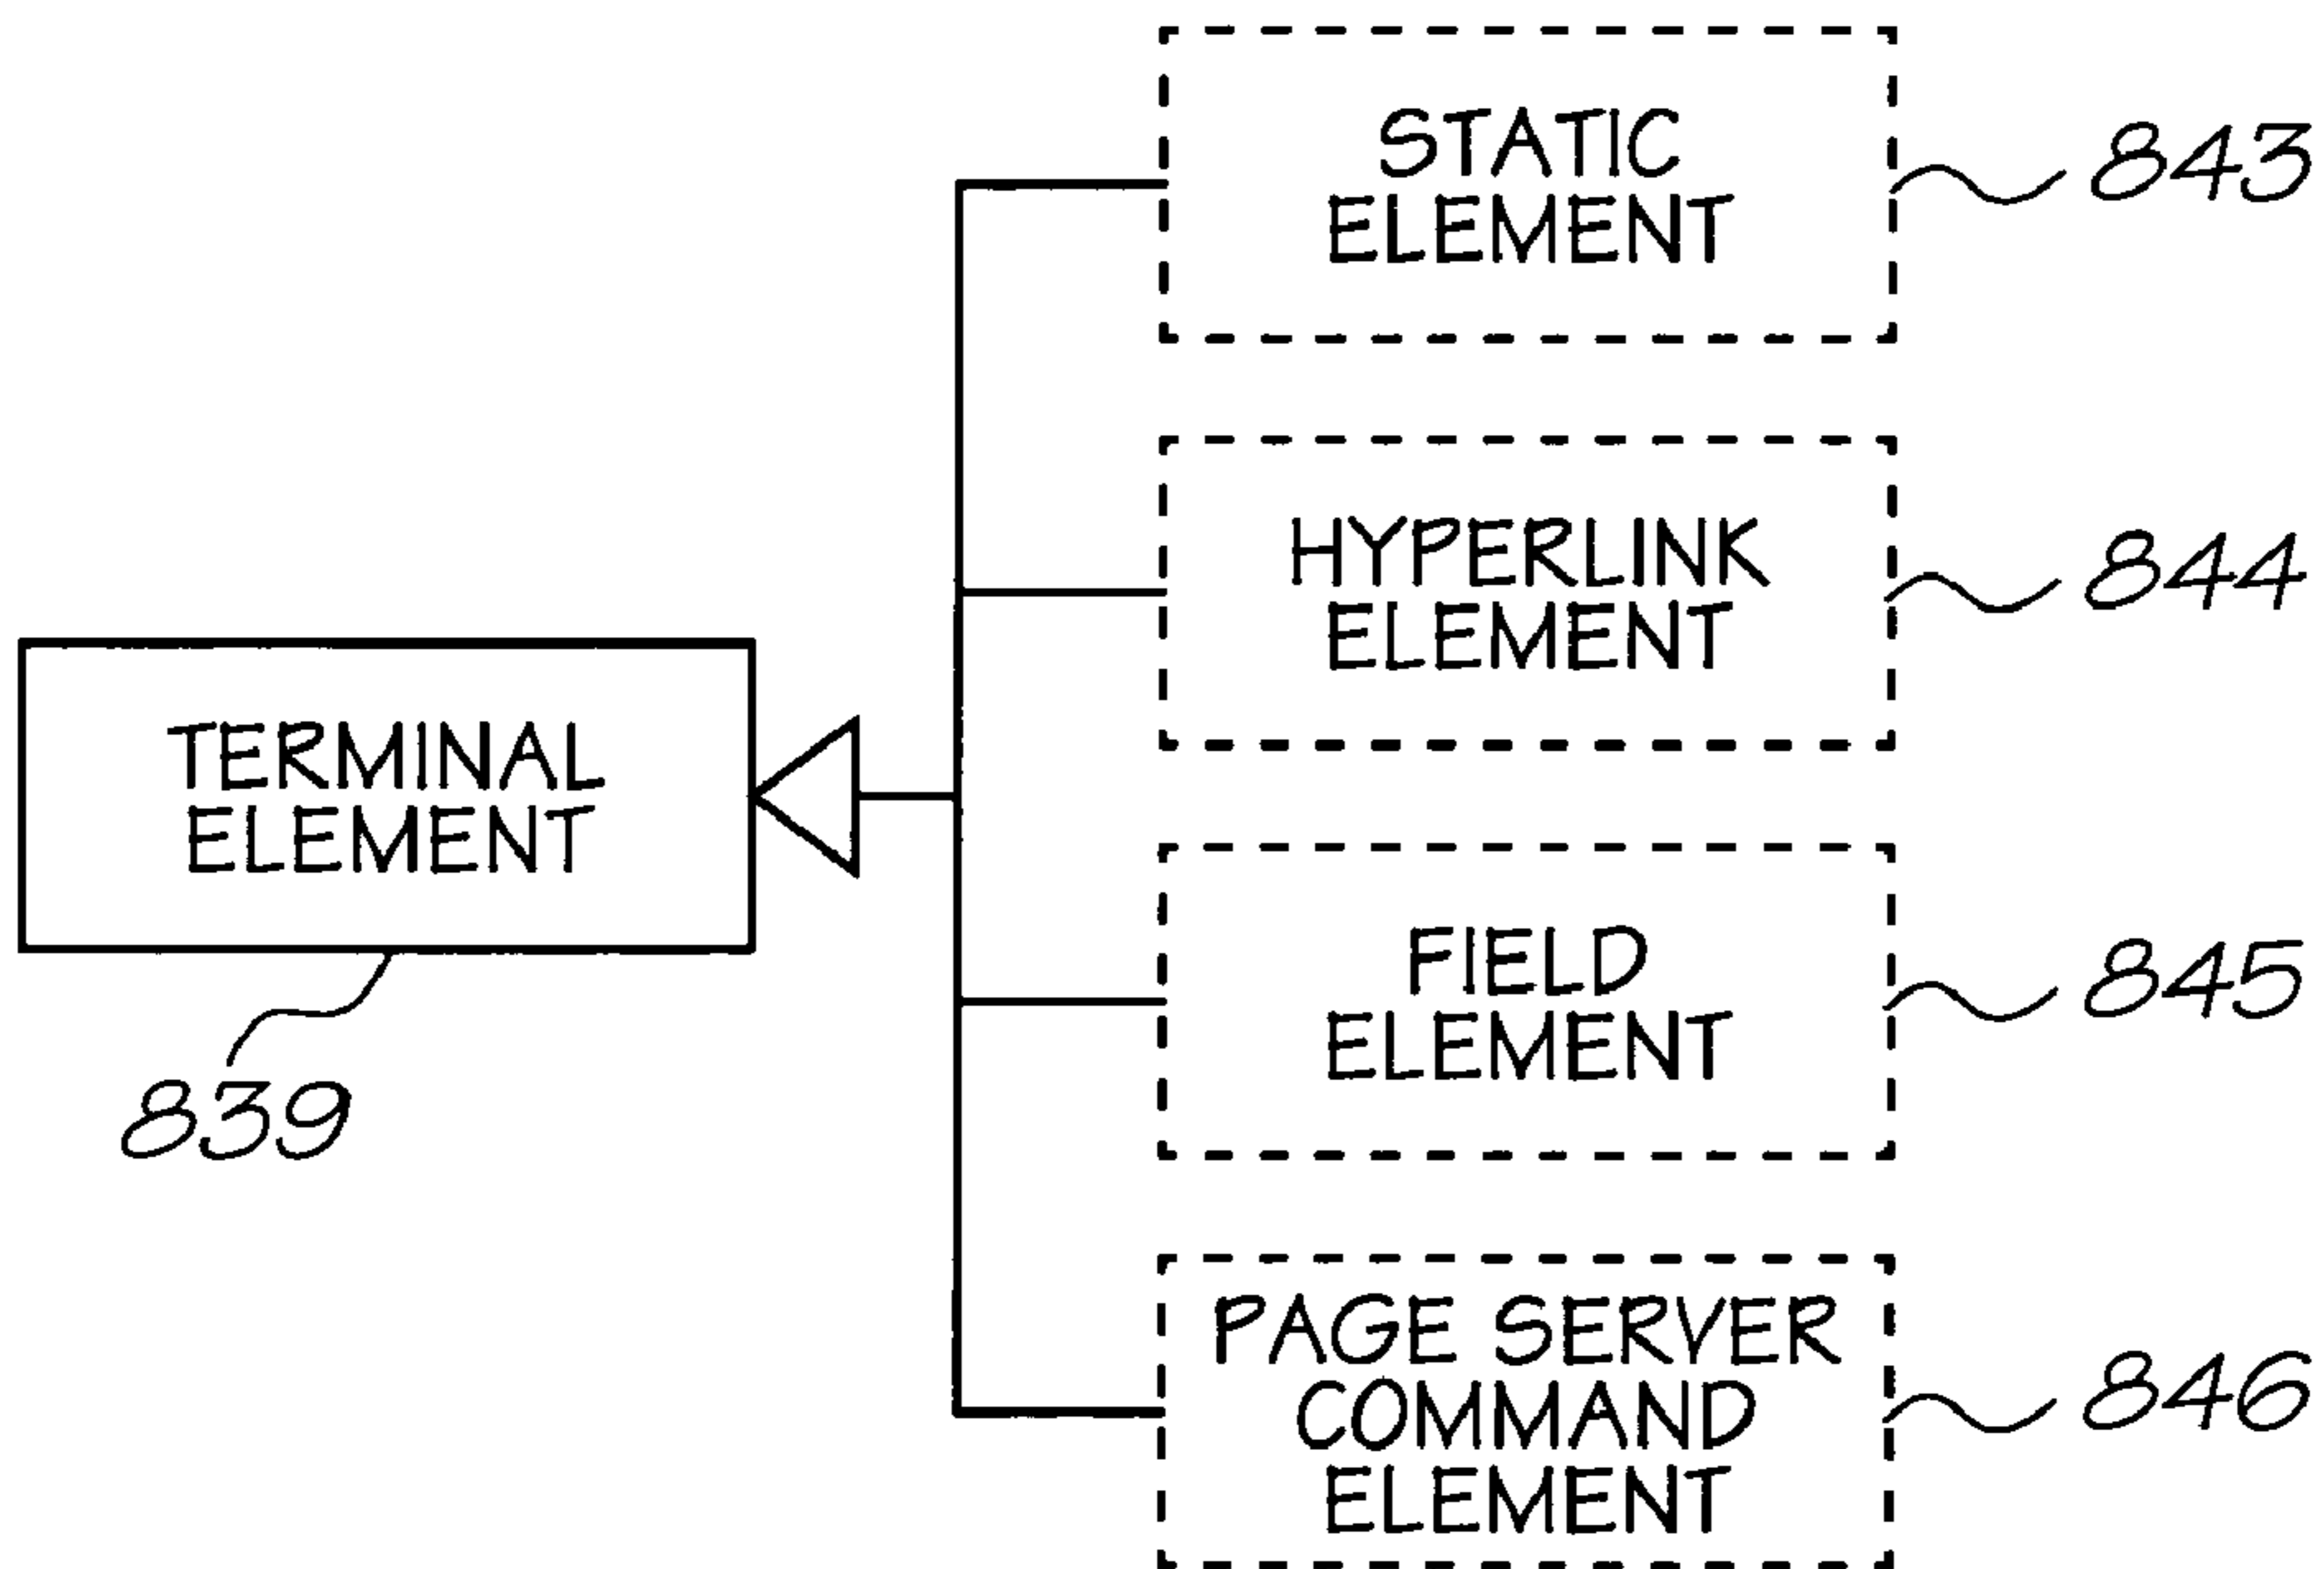 STATIC
ELEMENT
843
HYPERLINK
ELEMENT
844
TERMINAL
ELEMENT
839
FIELD
ELEMENT
845
PAGE SERVER
COMMAND
ELEMENT
846